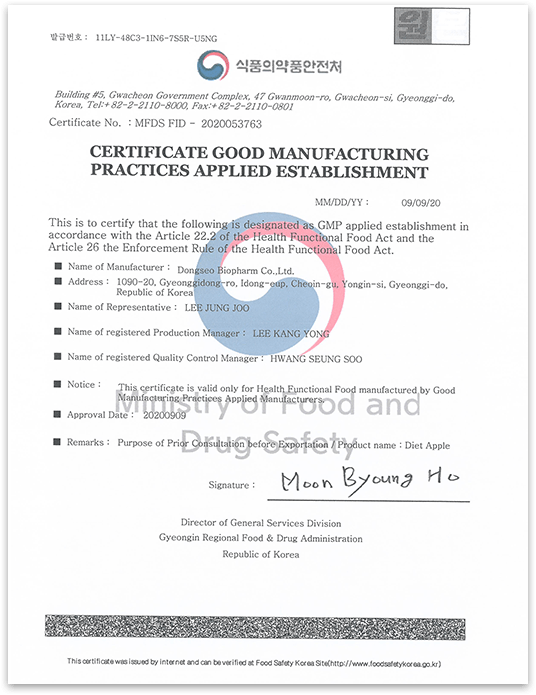 원
발급번호 : 11LY-48C3-1IN6-7S5R-U5NG
식품의약품안전처
Building #5, Gwacheon Government Complex, 47 Gwanmoon-ro, Gwacheon-si, Gyeonggi-do,
Korea, Tel:+82-2-2110-8000, Fax:+82-2-2110-0801
Certificate No. : MFDS FID - 2020053763
CERTIFICATE GOOD MANUFACTURING
PRACTICES APPLIED ESTABLISHMENT
MM/DD/YY : 09/09/20
This is to certify that the following is designated as GMP applied establishment in
accordance with the Article 22.2 of the Health Functional Food Act and the
Article 26 the Enforcement Rule of the Health Functional Food Act.
■ Name of Manufacturer : Dongseo Biopharm Co.,Ltd.
■ Address : 1090-20, Gyeonggidong-ro, Idong-eup, Cheoin-gu, Yongin-si, Gyeonggi-do,
Republic of Korea
■ Name of Representative : LEE JUNG JOO
■ Name of registered Production Manager : LEE KANG YONG
■ Name of registered Quality Control Manager : HWANG SEUNG SOO
■ Notice : This certificate is valid only for Health Functional Food manufactured by Good
Manufacturing Practices Applied Manufacturers.
Ministry of Food and
■ Approval Date : 20200909
Drug Safety
■ Remarks : Purpose of Prior Consultation before Exportation / Product name : Diet Apple
Signature : Moon Byoung Ho
Director of General Services Division
Gyeongin Regional Food & Drug Administration
Republic of Korea
This certificate was issued by internet and can be verified at Food Safety Korea Site(http://www.foodsafetykorea.go.kr)